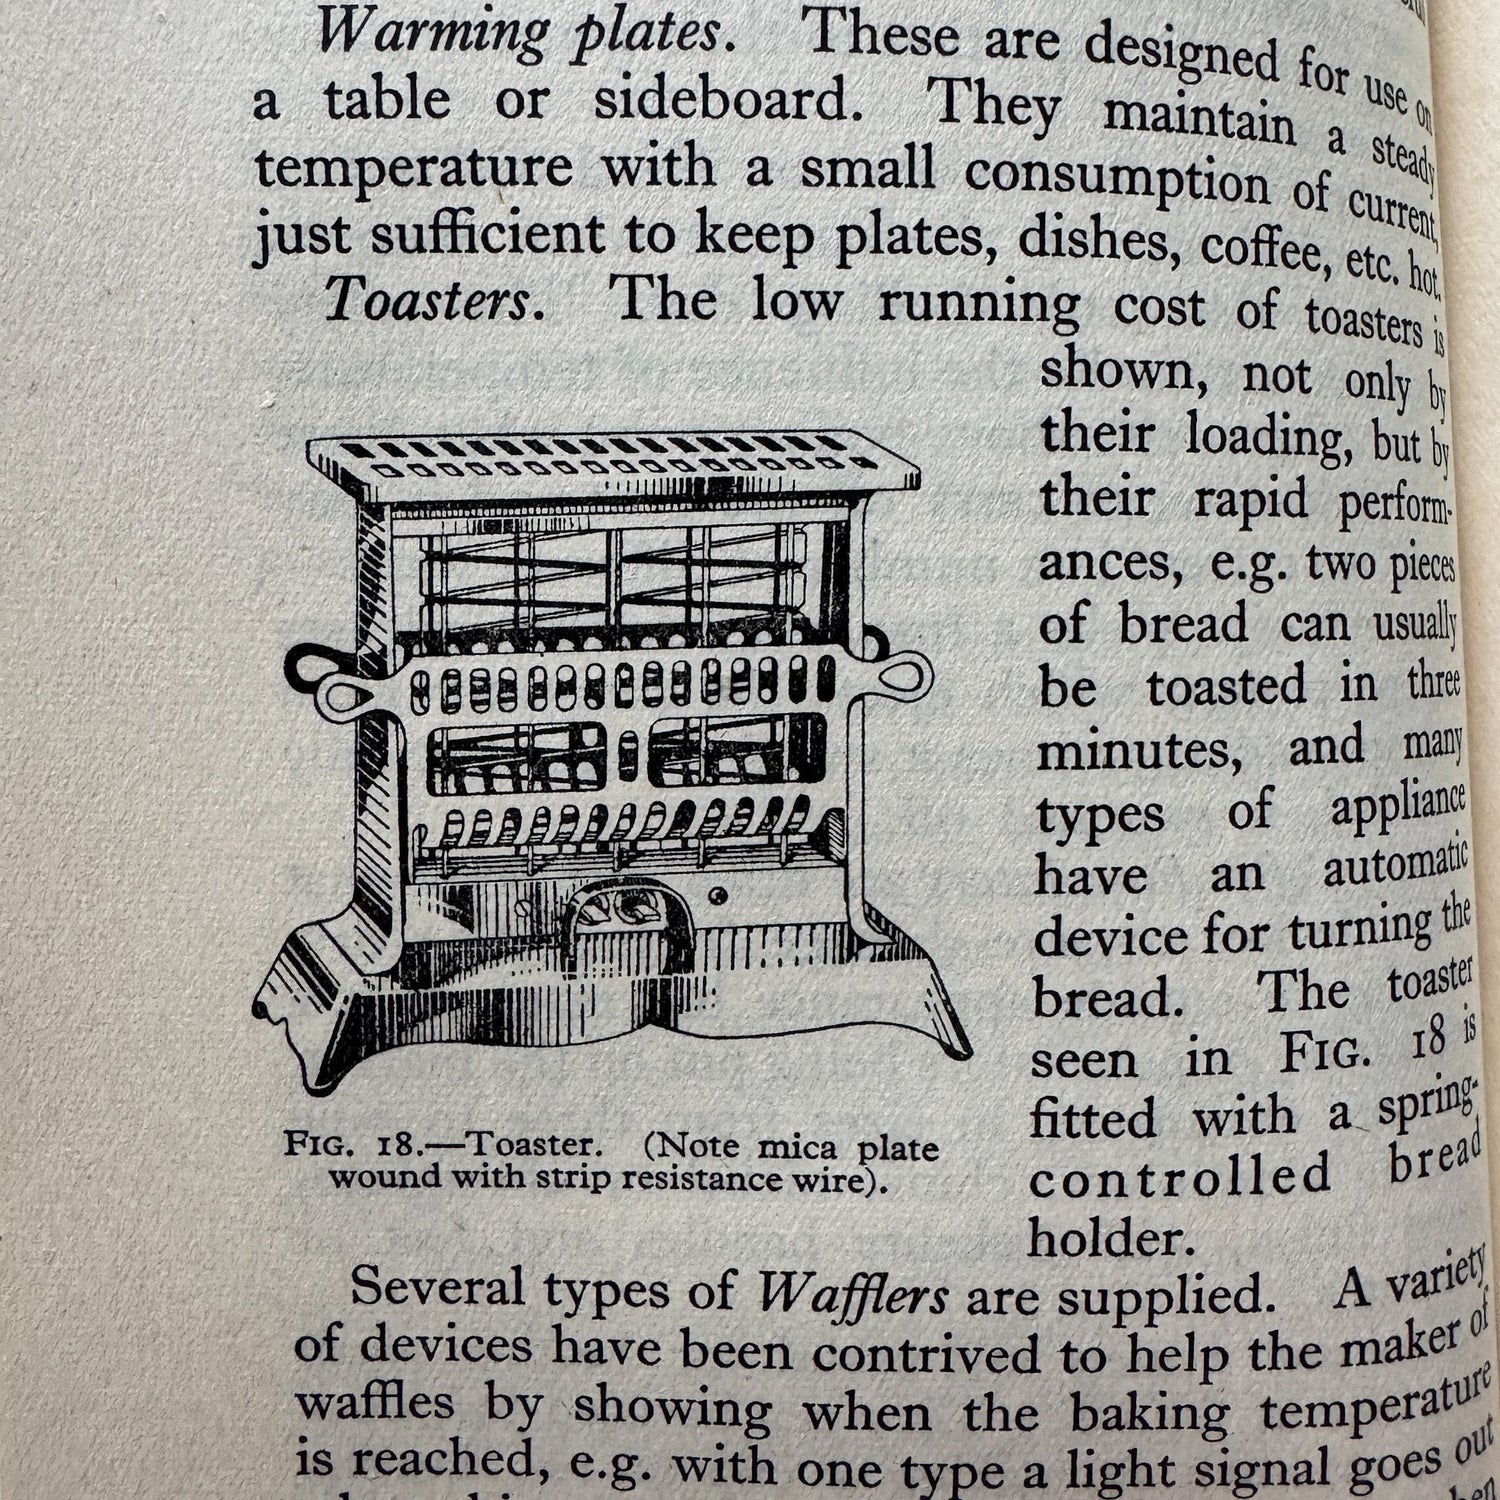 Warming plates. These are designed for use on
a table or sideboard. They maintain a steady
temperature with a small consumption of current,
just sufficient to keep plates, dishes, coffee, etc. hot.
Toasters. The low running cost of toasters is
shown, not only by
their loading, but by
their rapid perform-
ances, e.g. two pieces
of bread can usually
be toasted in three
minutes, and many
types of appliance
have an automatic
device for turning the
bread. The toaster
seen in FIG. 18 is
fitted with a spring-
controlled bread
holder.
FIG. 18.—Toaster. (Note mica plate
wound with strip resistance wire).
Several types of Wafflers are supplied. A variety
of devices have been contrived to help the maker of
waffles by showing when the baking temperature
is reached, e.g. with one type a light signal goes out